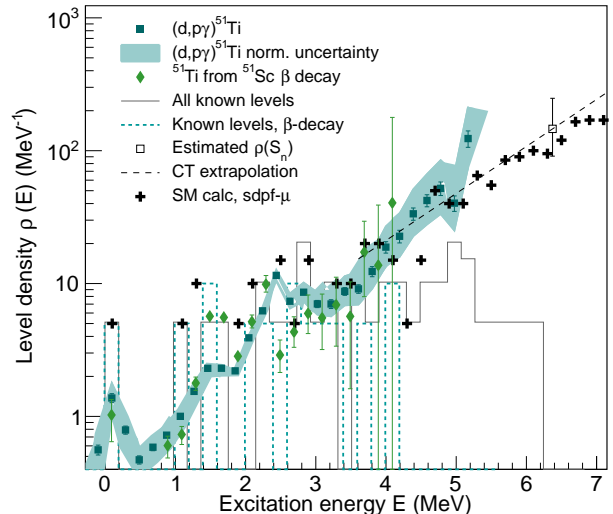 10³
(d,pγ)⁵¹Ti
(d,pγ)⁵¹Ti norm. uncertainty
⁵¹Ti from ⁵¹Sc β decay
All known levels
Known levels, β-decay
Estimated ρ(Sₙ)
CT extrapolation
SM calc, sdpf-μ
10²
10
1
Level density ρ (E) (MeV⁻¹)
0 1 2 3 4 5 6 7
Excitation energy E (MeV)